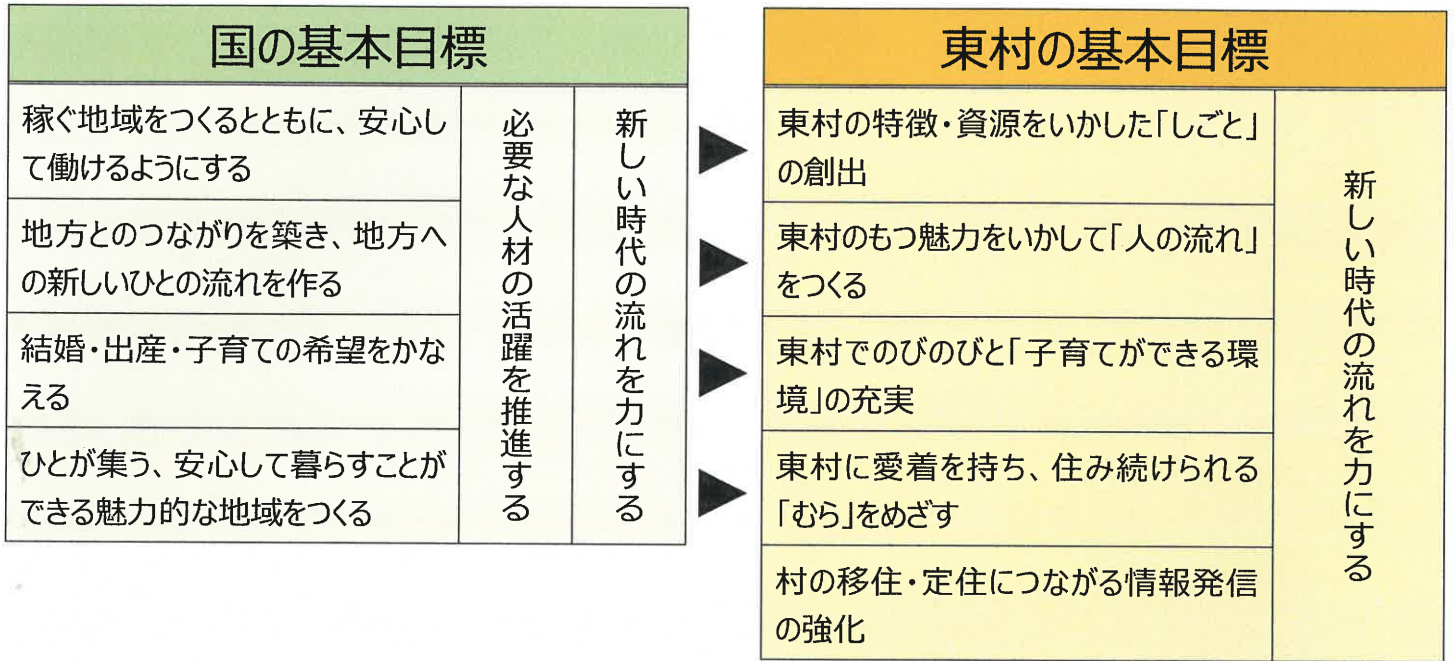 国の基本目標
稼ぐ地域をつくるとともに、安心し
て働けるようにする
地方とのつながりを築き、地方へ
の新しいひとの流れを作る
結婚・出産・子育ての希望をかな
える
ひとが集う、安心して暮らすことが
できる魅力的な地域をつくる
必要な人材の活躍を推進する
新しい時代の流れを力にする
東村の基本目標
東村の特徴・資源をいかした「しごと」
の創出
東村のもつ魅力をいかして「人の流れ」
をつくる
東村でのびのびと「子育てができる環
境」の充実
東村に愛着を持ち、住み続けられる
「むら」をめざす
村の移住・定住につながる情報発信
の強化
新しい時代の流れを力にする